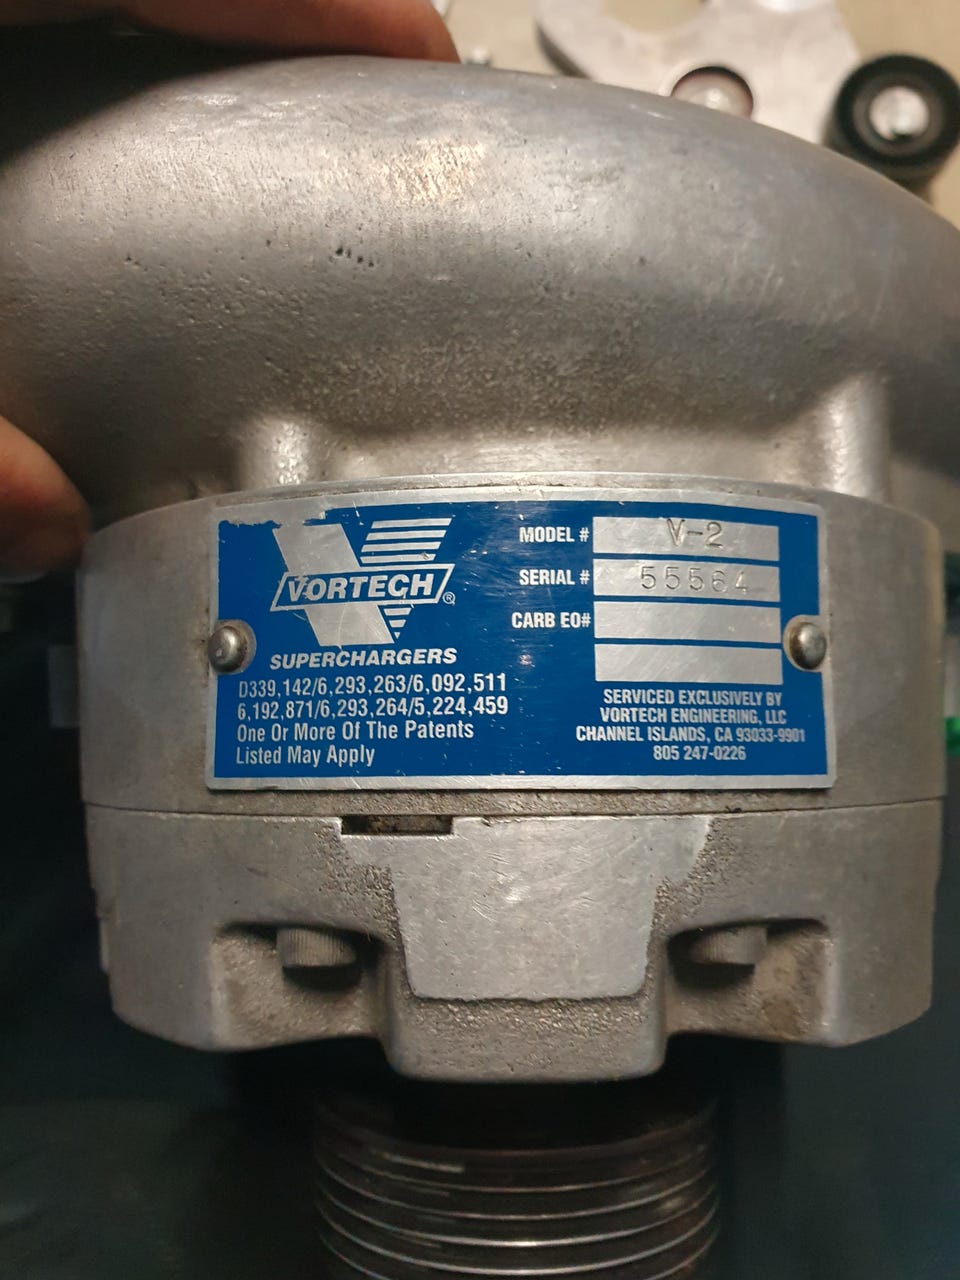 VORTECH®
SUPERCHARGERS
D339,142/6,293,263/6,092,511
6,192,871/6,293,264/5,224,459
One or More Of The Patents
Listed May Apply
MODEL # V-2
SERIAL # 55564
CARB EO#
SERVICED EXCLUSIVELY BY
VORTECH ENGINEERING, LLC
CHANNEL ISLANDS, CA 93033-9901
805 247-0226